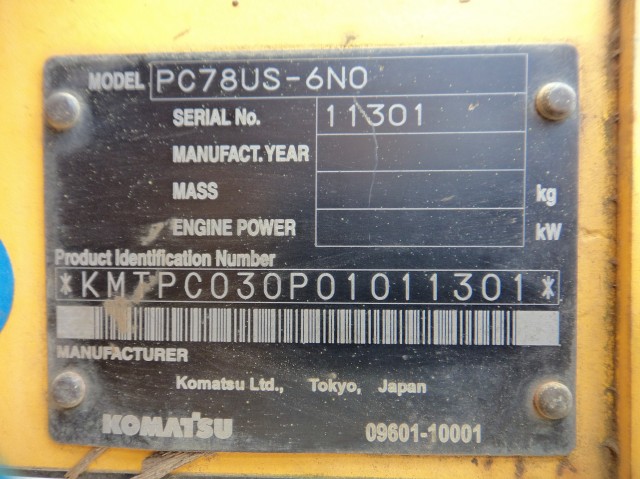 MODEL PC78US-6N0
SERIAL No. 11301
MANUFACT. YEAR
MASS kg
ENGINE POWER kW
Product Identification Number
*KMTPC030P01011301*
MANUFACTURER
Komatsu Ltd., Tokyo, Japan
KOMATSU 09601-10001